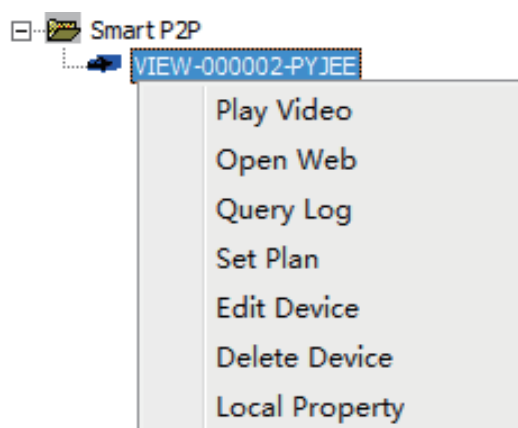 Smart P2P
VIEW-000002-PYJEE
Play Video
Open Web
Query Log
Set Plan
Edit Device
Delete Device
Local Property